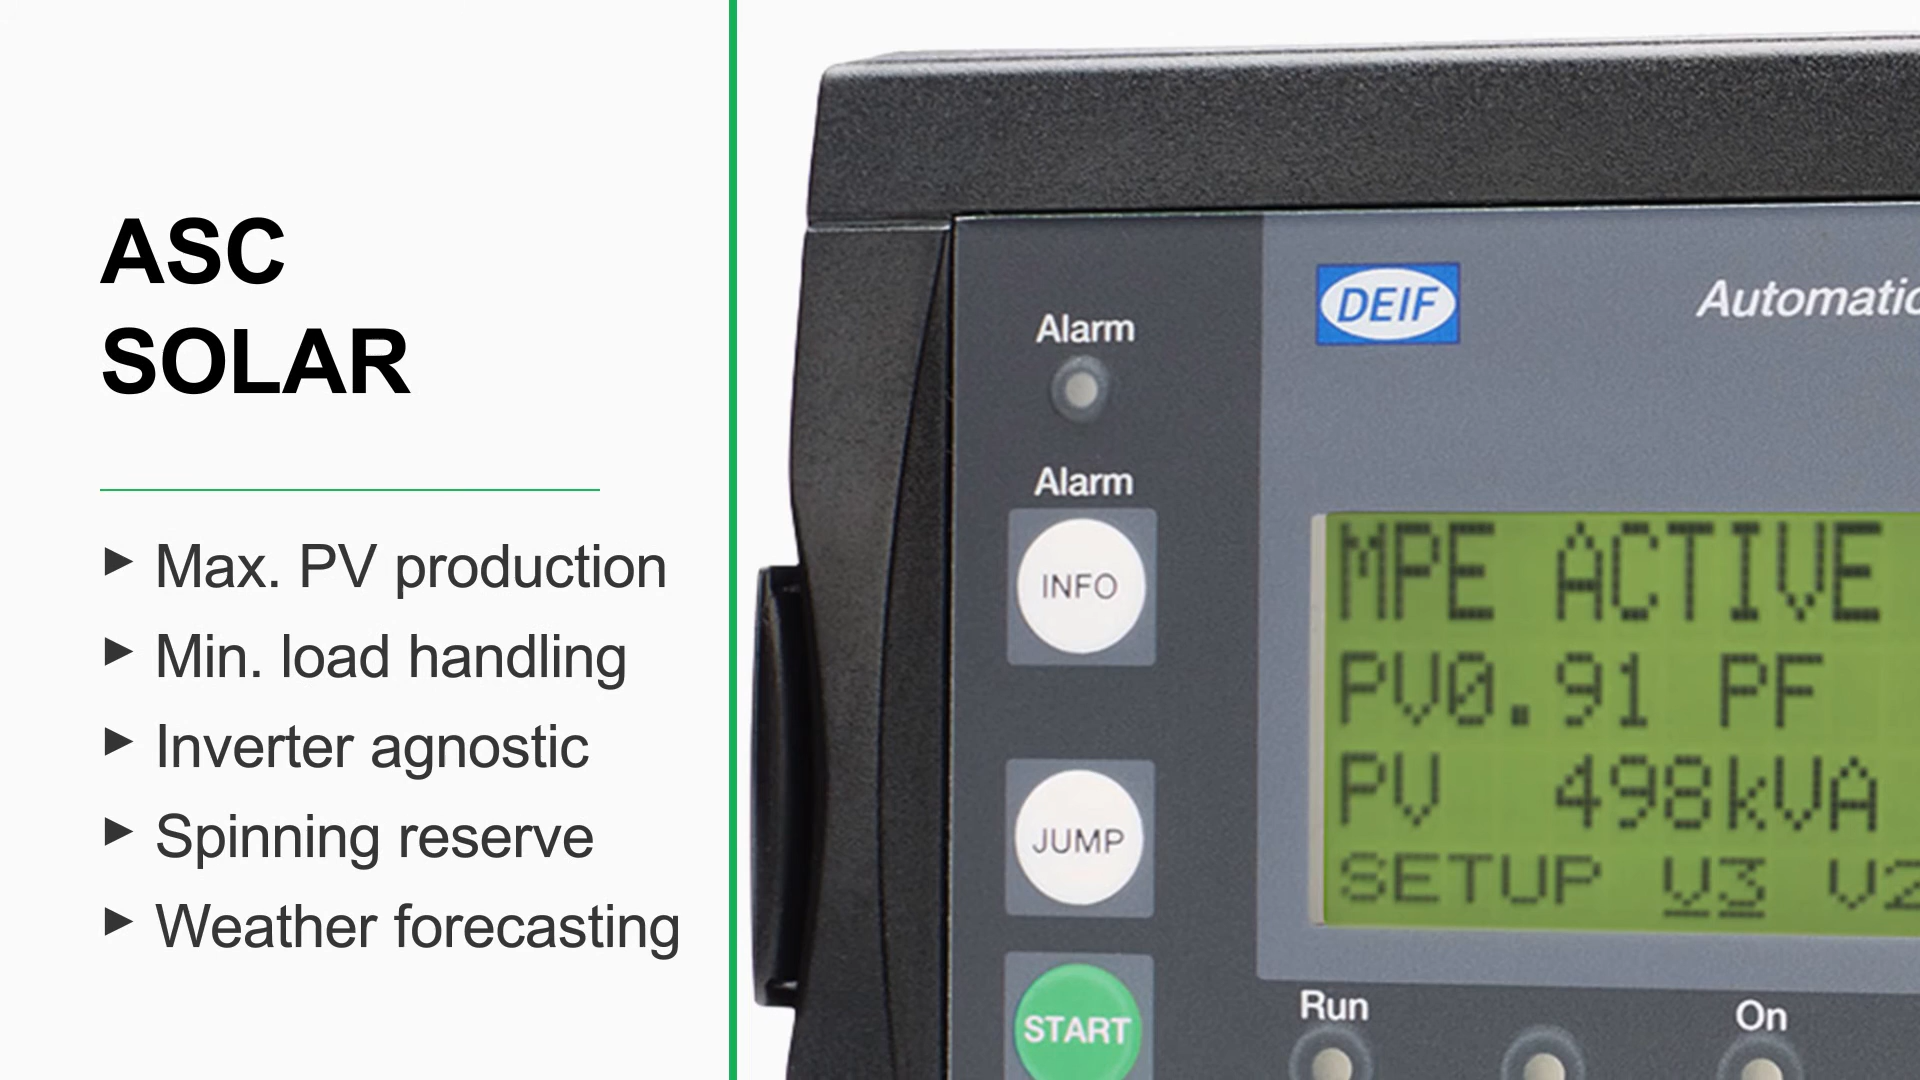 ASC
SOLAR
► Max. PV production
► Min. load handling
► Inverter agnostic
► Spinning reserve
► Weather forecasting
DEIF
Automatic
Alarm
Alarm
INFO
JUMP
START
MPE ACTIVE
PV0.91 PF
PV 498kVA
SETUP V3 V2
Run
On